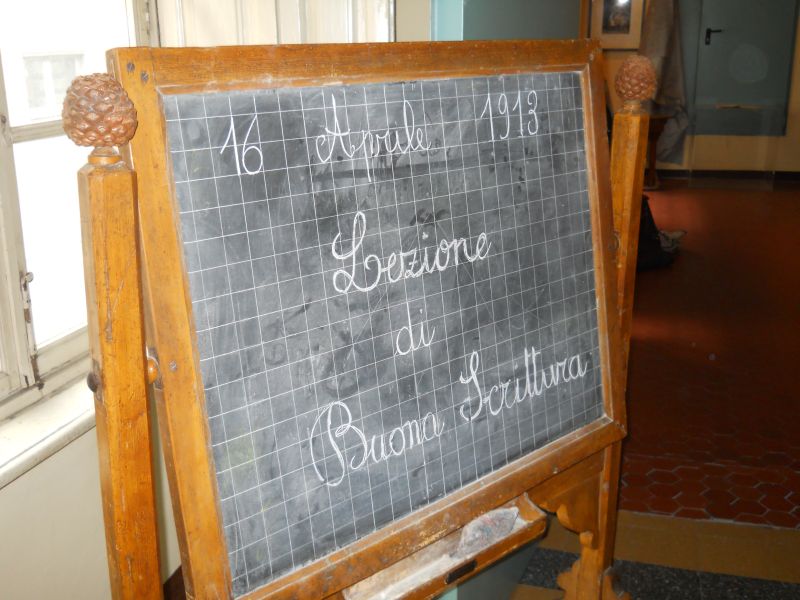 16 Aprile 1913
Lezione
di
Buona Scrittura